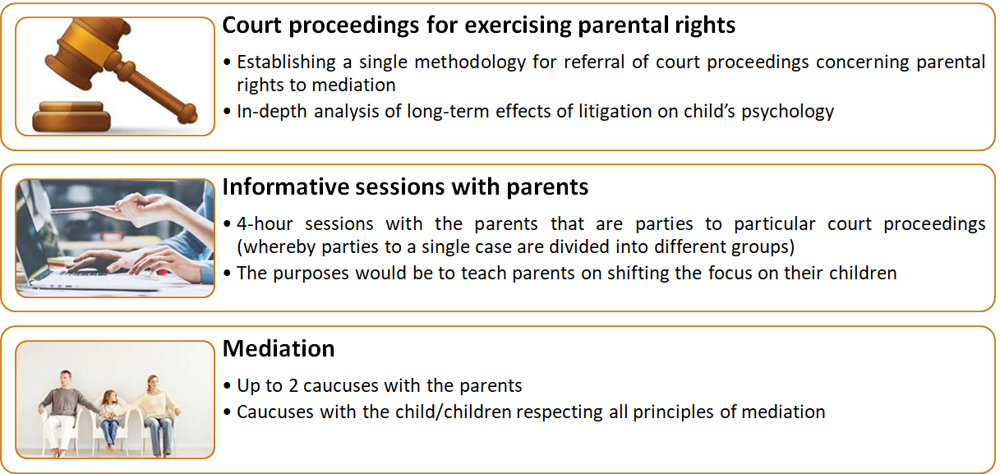 Court proceedings for exercising parental rights
• Establishing a single methodology for referral of court proceedings concerning parental
rights to mediation
• In-depth analysis of long-term effects of litigation on child’s psychology
Informative sessions with parents
• 4-hour sessions with the parents that are parties to particular court proceedings
(whereby parties to a single case are divided into different groups)
• The purposes would be to teach parents on shifting the focus on their children
Mediation
• Up to 2 caucuses with the parents
• Caucuses with the child/children respecting all principles of mediation